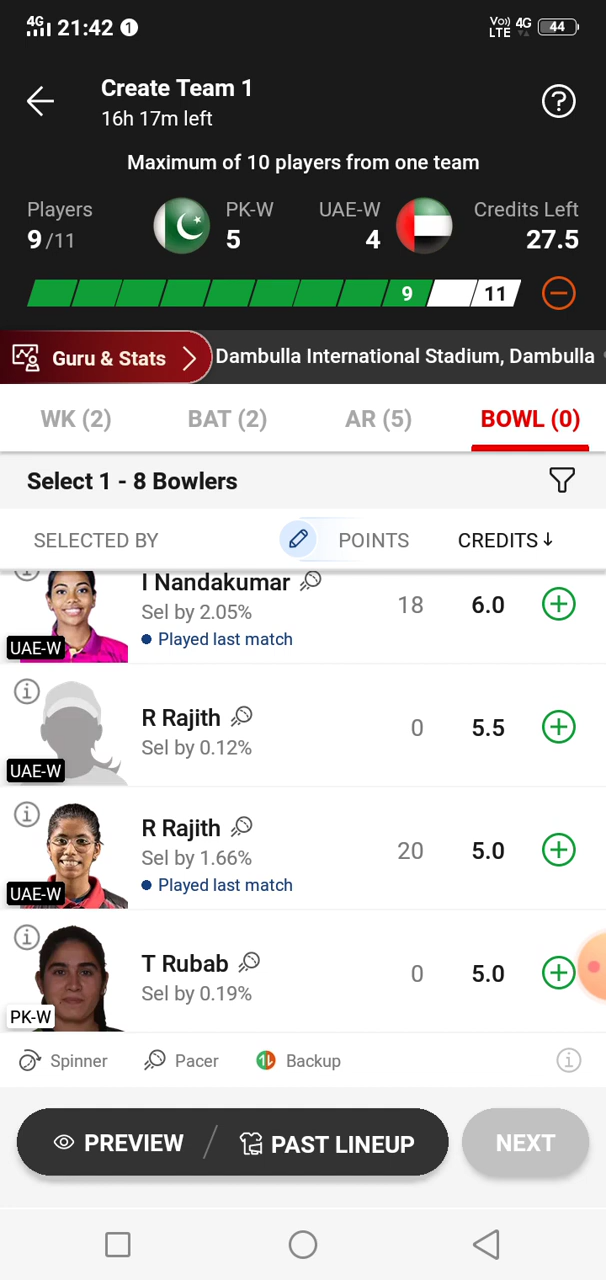 4G 21:42 1 Vo)) LTE 4G 44
Create Team 1
16h 17m left
?
Maximum of 10 players from one team
Players PK-W UAE-W Credits Left
9/11 5 4 27.5
9 11
Guru & Stats Dambulla International Stadium, Dambulla
WK (2) BAT (2) AR (5) BOWL (0)
Select 1 - 8 Bowlers
SELECTED BY POINTS CREDITS↓
I Nandakumar
Sel by 2.05% 18 6.0
UAE-W Played last match
R Rajith
Sel by 0.12% 0 5.5
UAE-W
R Rajith
Sel by 1.66% 20 5.0
UAE-W Played last match
T Rubab
Sel by 0.19% 0 5.0
PK-W
Spinner Pacer Backup
PREVIEW / PAST LINEUP NEXT